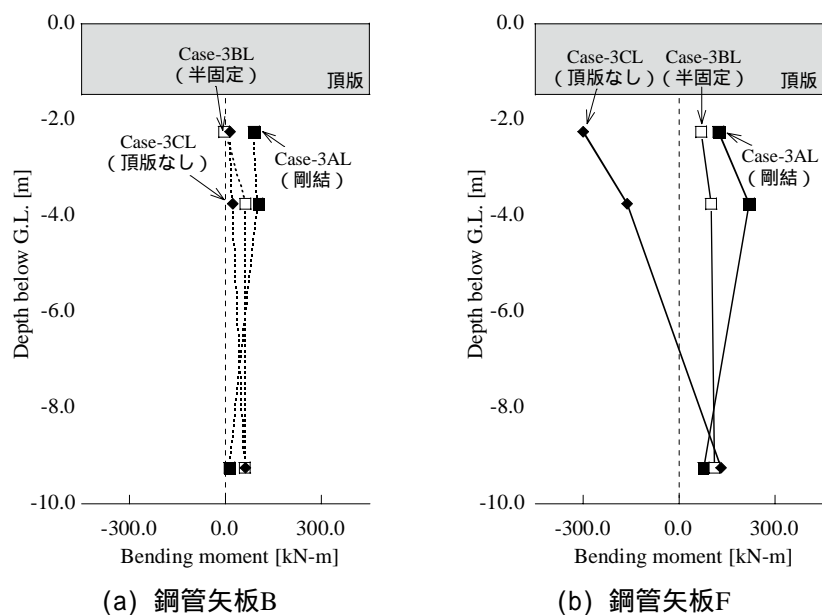 0.0
-2.0
-4.0
-6.0
-8.0
-10.0
Depth below G.L. [m]
Case-3BL
(半固定)
頂版
Case-3CL
(頂版なし)
Case-3AL
(剛結)
-300.0 0.0 300.0
Bending moment [kN-m]
(a) 鋼管矢板B
0.0
-2.0
-4.0
-6.0
-8.0
-10.0
Depth below G.L. [m]
Case-3CL Case-3BL
(頂版なし) (半固定)
頂版
Case-3AL
(剛結)
-300.0 0.0 300.0
Bending moment [kN-m]
(b) 鋼管矢板F